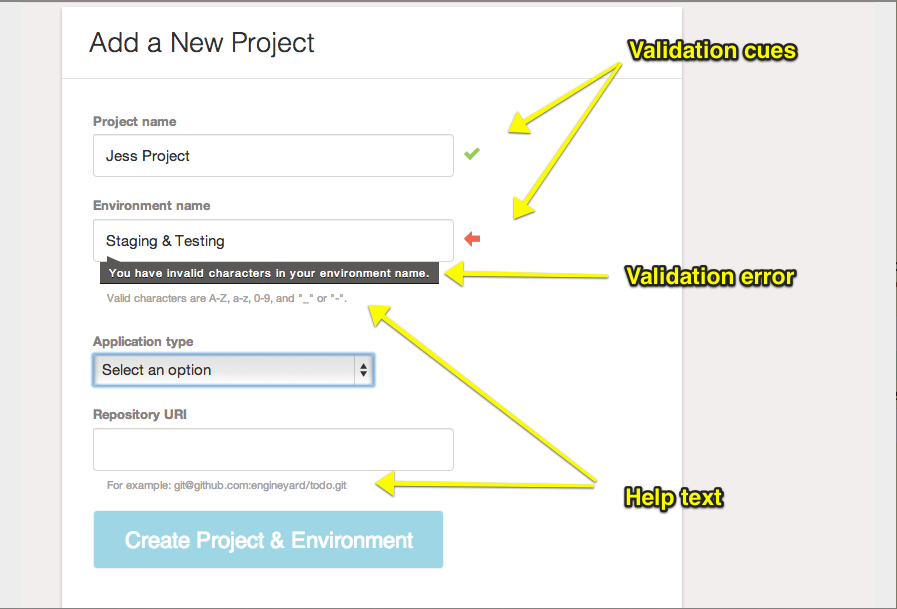 Add a New Project
Validation cues
Project name
Jess Project
Environment name
Staging & Testing
You have invalid characters in your environment name.
Validation error
Valid characters are A-Z, a-z, 0-9, and "_" or "-".
Application type
Select an option
Repository URI
For example: git@github.com:engineyard/todo.git
Help text
Create Project & Environment